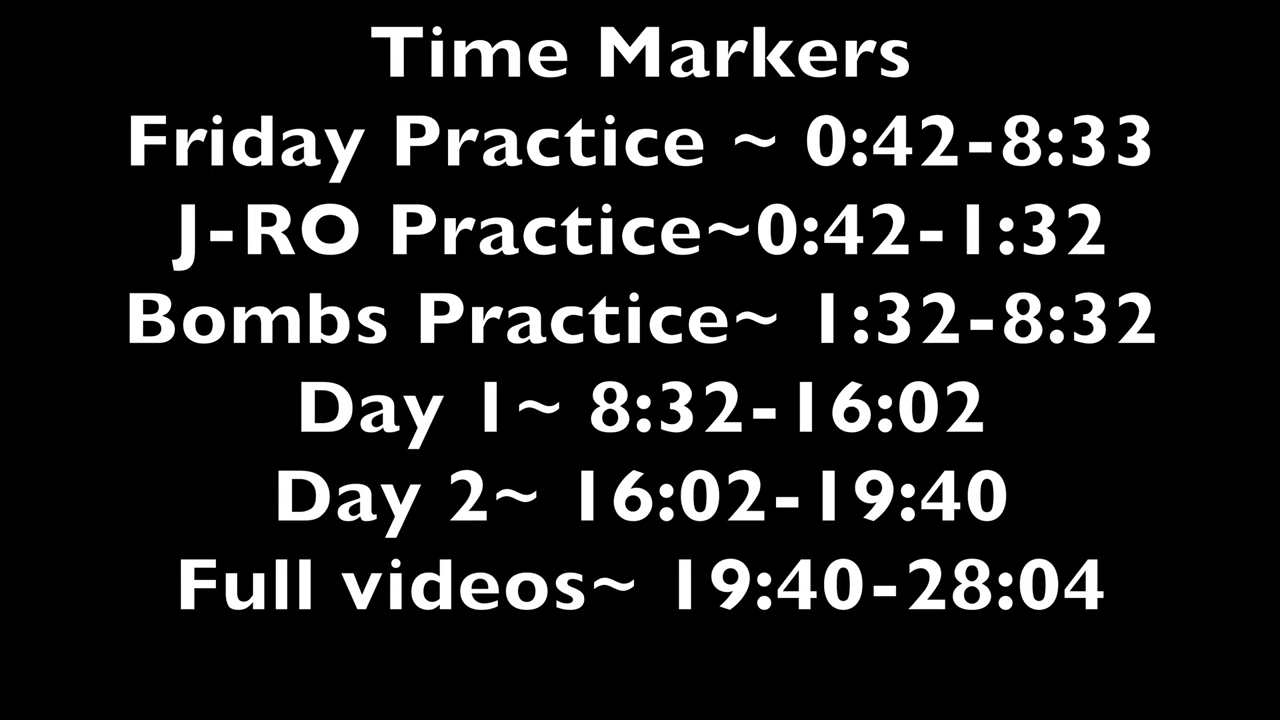 Time Markers
Friday Practice ~ 0:42-8:33
J-RO Practice~0:42-1:32
Bombs Practice~ 1:32-8:32
Day 1~ 8:32-16:02
Day 2~ 16:02-19:40
Full videos~ 19:40-28:04